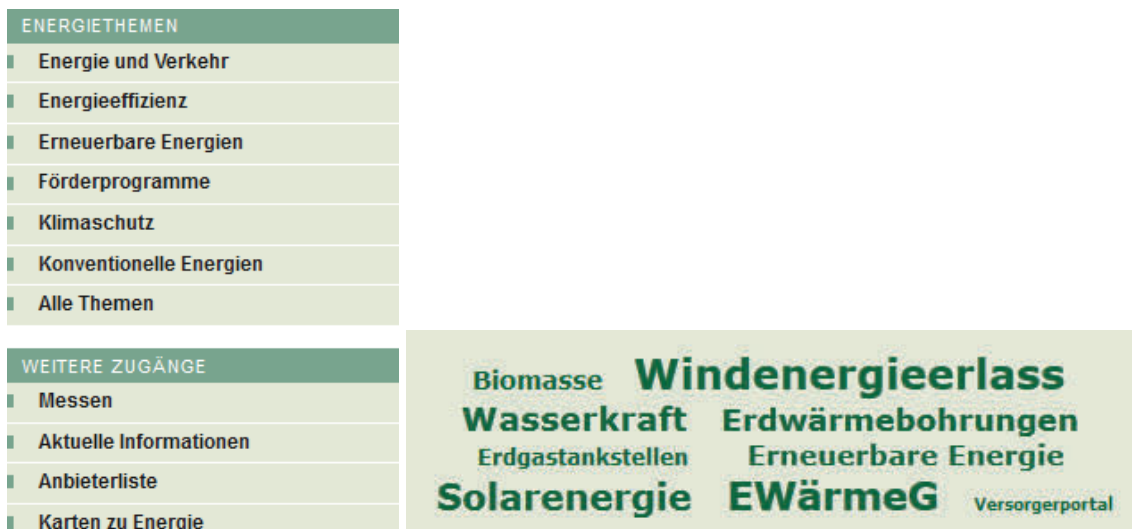 ENERGIETHEMEN
Energie und Verkehr
Energieeffizienz
Erneuerbare Energien
Förderprogramme
Klimaschutz
Konventionelle Energien
Alle Themen
WEITERE ZUGÄNGE
Messen
Aktuelle Informationen
Anbieterliste
Karten zu Energie
Biomasse Windenergieerlass
Wasserkraft Erdwärmebohrungen
Erdgastankstellen Erneuerbare Energie
Solarenergie EWärmeG Versorgerportal